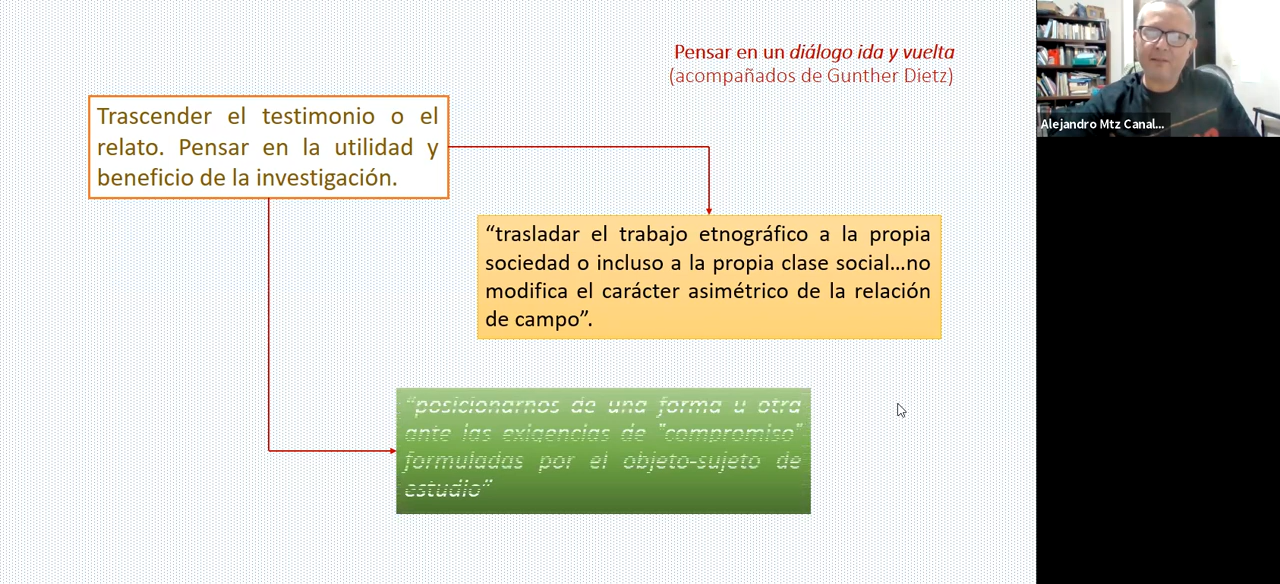 Pensar en un diálogo ida y vuelta
(acompañados de Gunther Dietz)
Trascender el testimonio o el
relato. Pensar en la utilidad y
beneficio de la investigación.
“trasladar el trabajo etnográfico a la propia
sociedad o incluso a la propia clase social...no
modifica el carácter asimétrico de la relación
de campo”.
“posicionarnos de una forma u otra
ante las exigencias de "compromiso"
formuladas por el objeto-sujeto de
estudio”
Alejandro Mtz Canal...